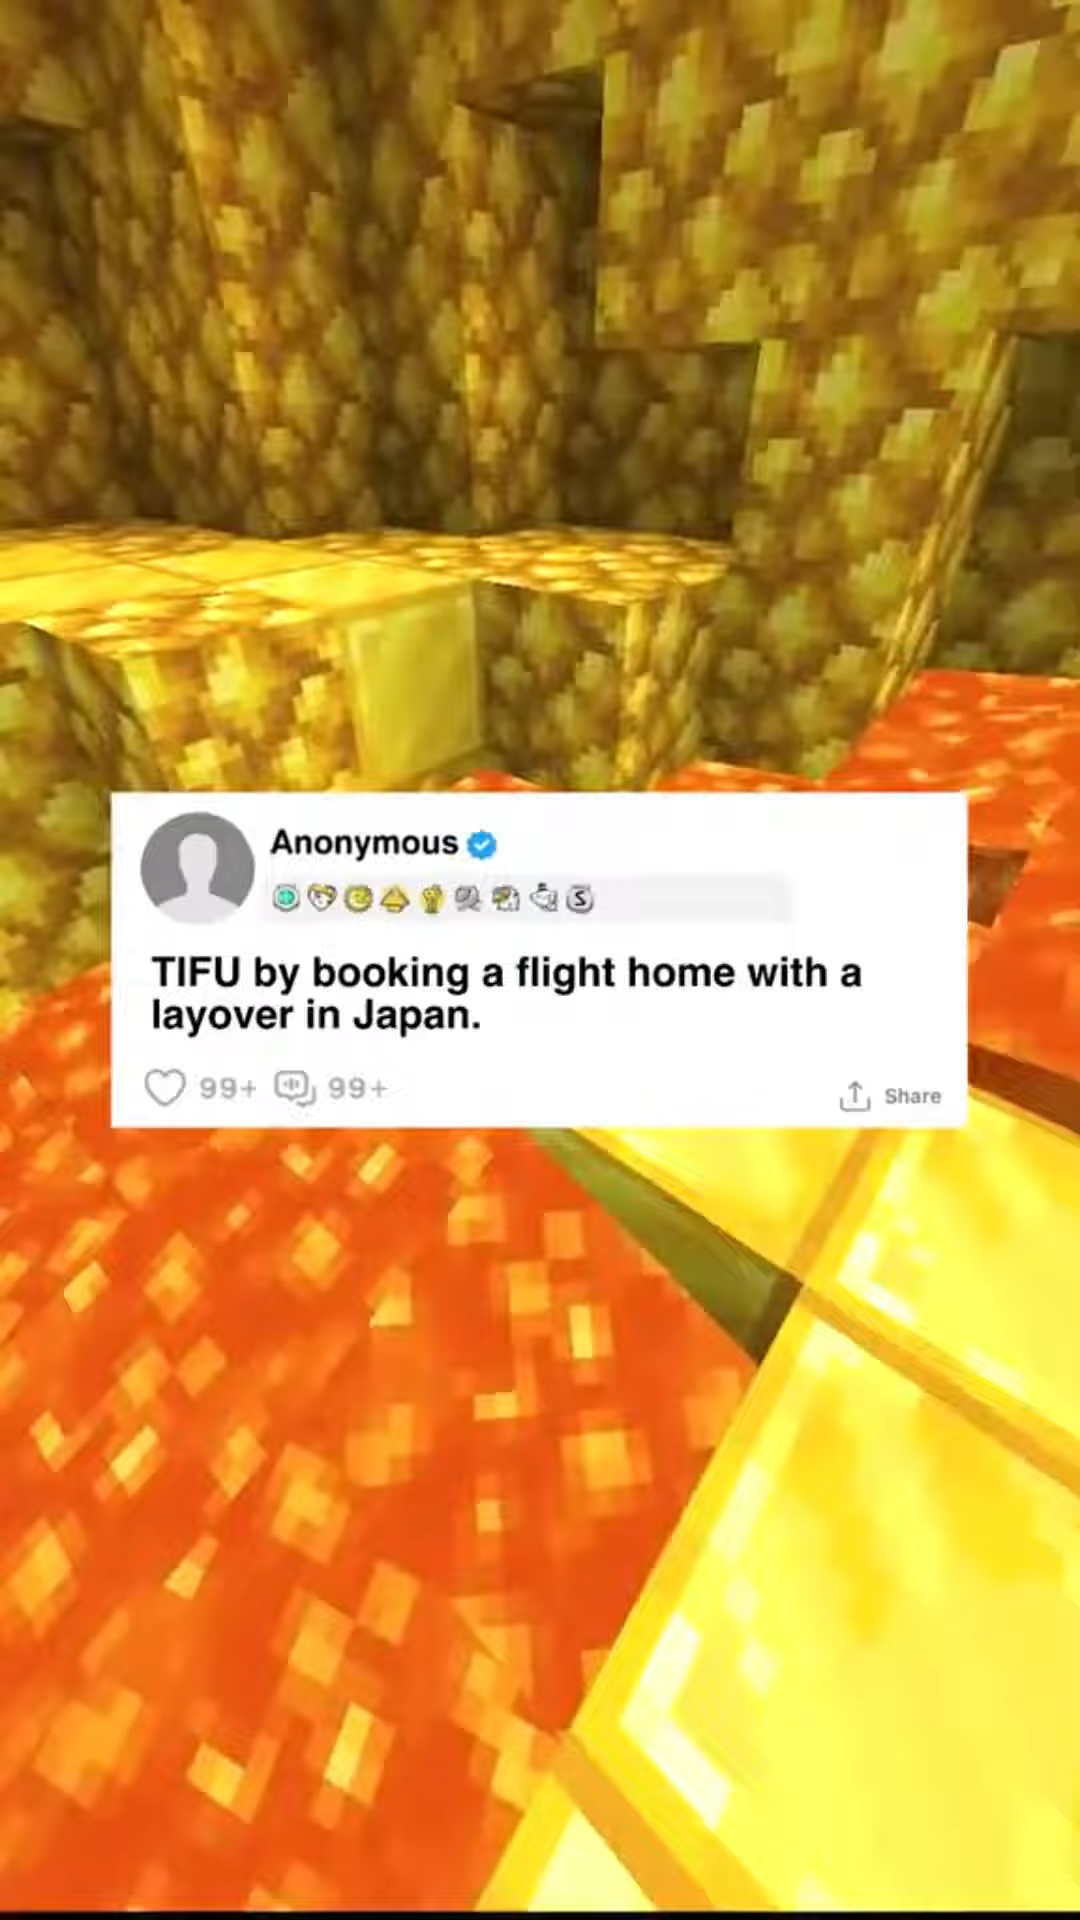 Anonymous
TIFU by booking a flight home with a
layover in Japan.
99+ 99+
Share